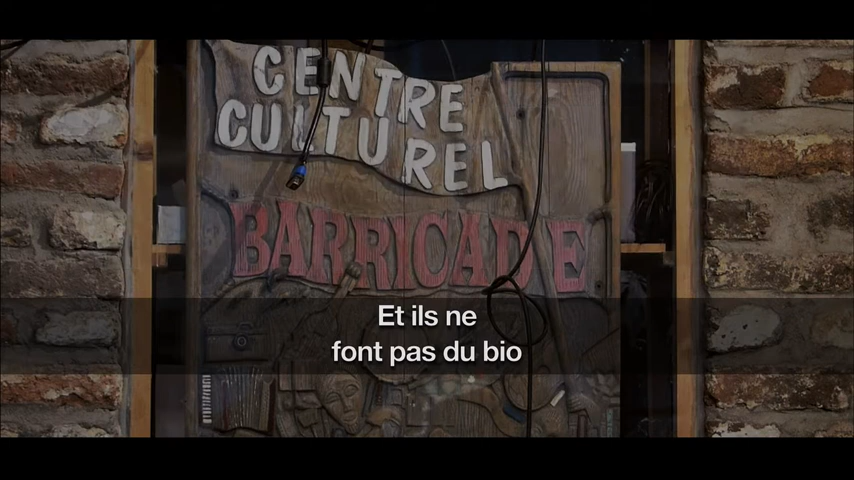 CENTRE
CULTUREL
BARRICADE
Et ils ne
font pas du bio